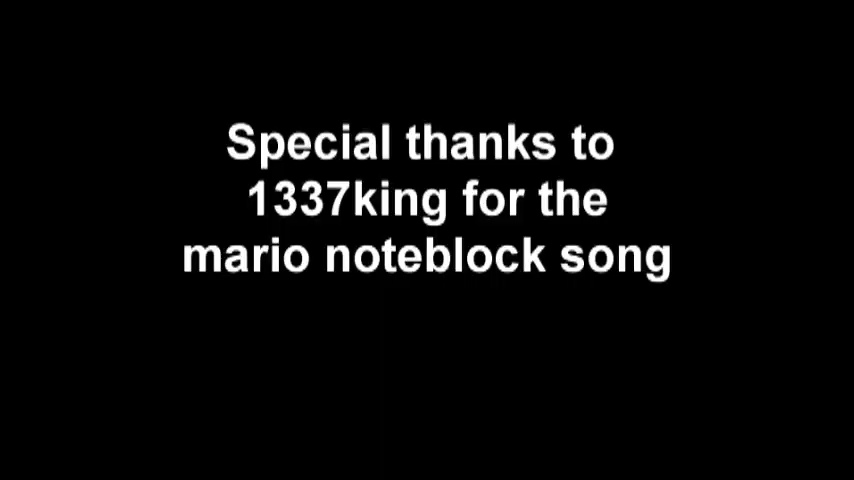 Special thanks to
1337king for the
mario noteblock song